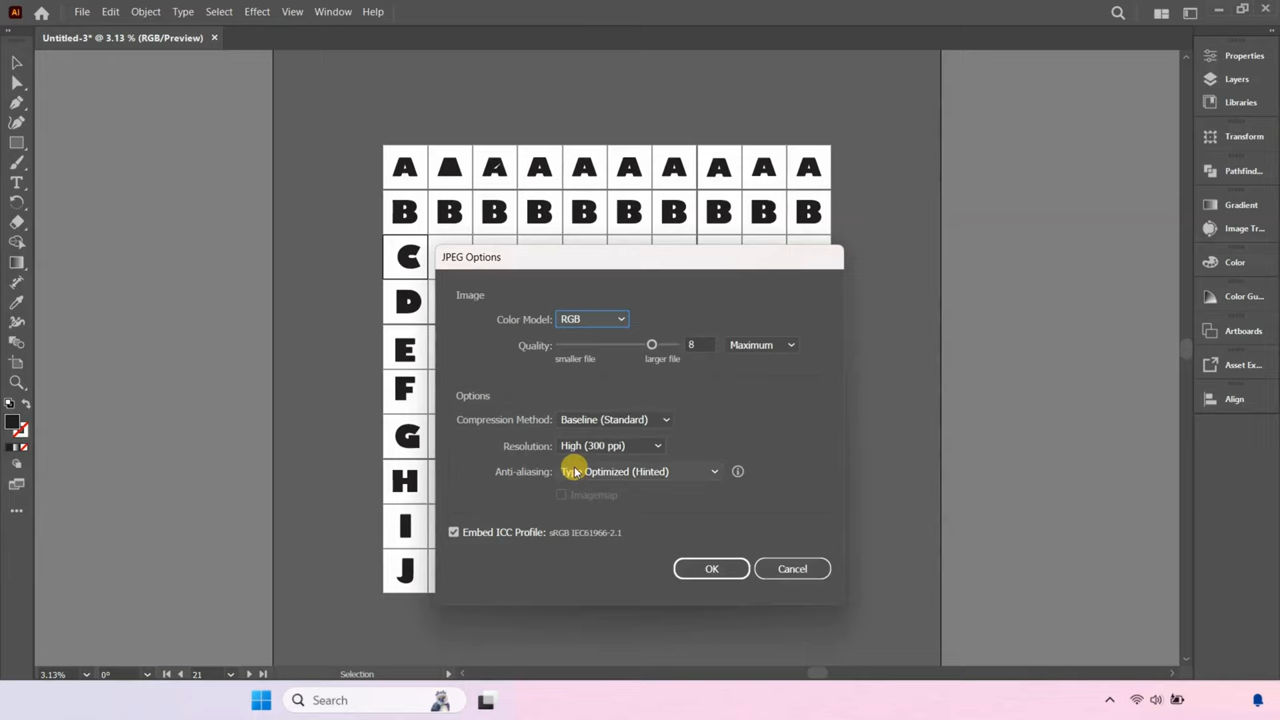 Ai File Edit Object Type Select Effect View Window Help
Untitled-3* @ 3.13 % (RGB/Preview) ×
Properties
Layers
Libraries
Transform
Pathfind...
Gradient
Image Tr...
Color
Color Gu...
Artboards
Asset Ex...
Align
A A A A A A A A A A
B B B B B B B B B B
C
D
E
F
G
H
I
J
JPEG Options
Image
Color Model: RGB
Quality: 8 Maximum
smaller file larger file
Options
Compression Method: Baseline (Standard)
Resolution: High (300 ppi)
Anti-aliasing: Optimized (Hinted)
Imagemap
Embed ICC Profile: sRGB IEC61966-2.1
OK Cancel
3.13% 0° 21 Selection
Search